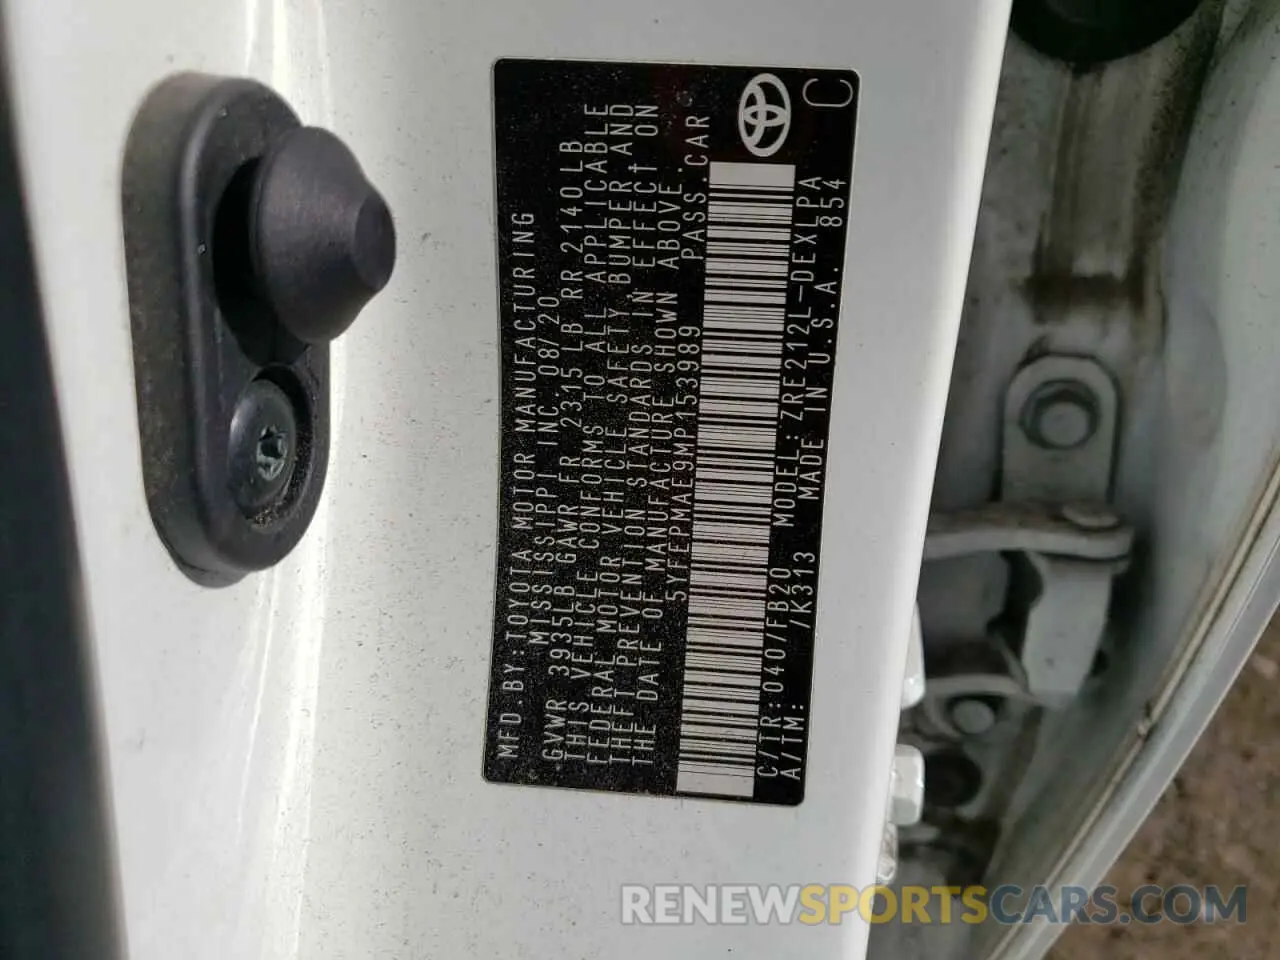 MFD.BY:TOYOTA MOTOR MANUFACTURING
MISSISSIPPI INC. 08/20
GVWR 3935LB GAWR FR 2315 LB RR 2140LB
THIS VEHICLE CONFORMS TO ALL APPLICABLE
FEDERAL MOTOR VEHICLE SAFETY, BUMPER, AND
THEFT PREVENTION STANDARDS IN EFFECT ON
THE DATE OF MANUFACTURE SHOWN ABOVE.
5YFEPMAE9MP153989 PASS.CAR
C/TR:040/FB20 MODEL:ZRE212L-DEXLPA
A/TM: /K313 MADE IN U.S.A. 854
C
RENEWSPORTSCARS.COM